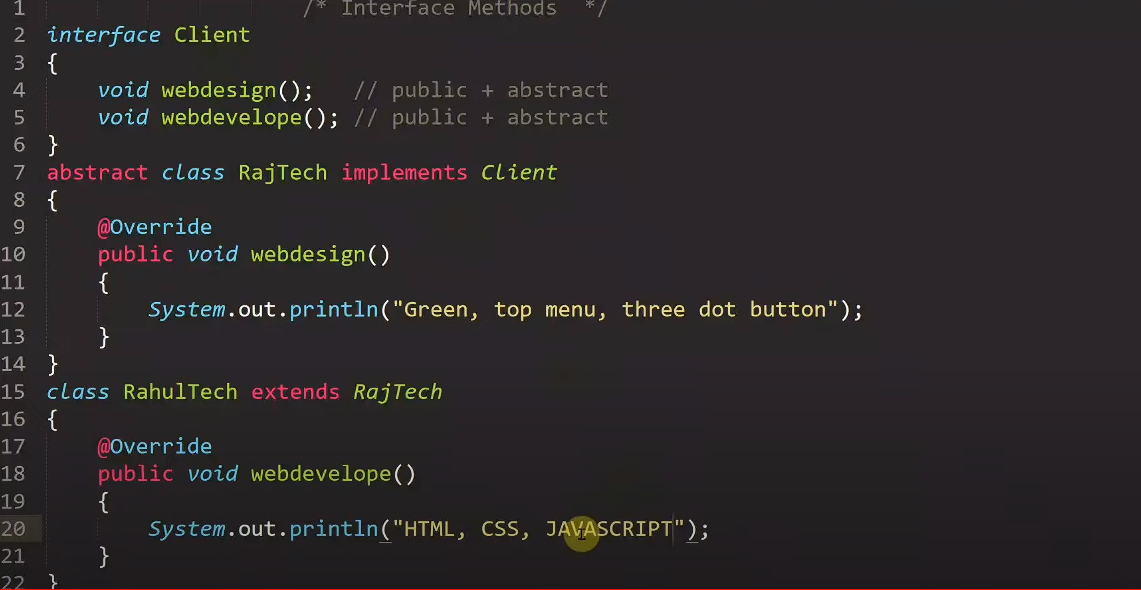 1 /* Interface Methods */
2 interface Client
3 {
4 void webdesign(); // public + abstract
5 void webdevelope(); // public + abstract
6 }
7 abstract class RajTech implements Client
8 {
9 @Override
10 public void webdesign()
11 {
12 System.out.println("Green, top menu, three dot button");
13 }
14 }
15 class RahulTech extends RajTech
16 {
17 @Override
18 public void webdevelope()
19 {
20 System.out.println("HTML, CSS, JAVASCRIPT");
21 }
22 }